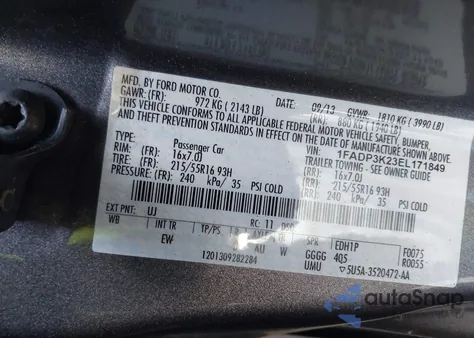 MFD. BY FORD MOTOR CO.
DATE: 09/13 GVWR: 1810 KG (3990 LB)
GAWR: (FR) 972 KG (2143 LB) (RR) 880 KG (1940 LB)
THIS VEHICLE CONFORMS TO ALL APPLICABLE FEDERAL MOTOR VEHICLE SAFETY, BUMPER,
AND THEFT PREVENTION STANDARDS IN EFFECT ON THE DATE OF MANUFACTURE SHOWN ABOVE.
TYPE: Passenger Car 1FADP3K23EL171849
TRAILER TOWING - SEE OWNER GUIDE
RIM: (FR) 16x7.0J (RR) 16x7.0J
TIRE: (FR) 215/55R16 93H (RR) 215/55R16 93H
PRESSURE: (FR) 240 kPa/ 35 PSI COLD (RR) 240 kPa/ 35 PSI COLD
EXT PNT: UJ RC: 11
WB INT TR TP/PS R TR SPR EDH1P F0075
EW AU W GGGG 4Q5 R0055
1201309282284 UMU 5U5A-3520472-AA
autoSnap